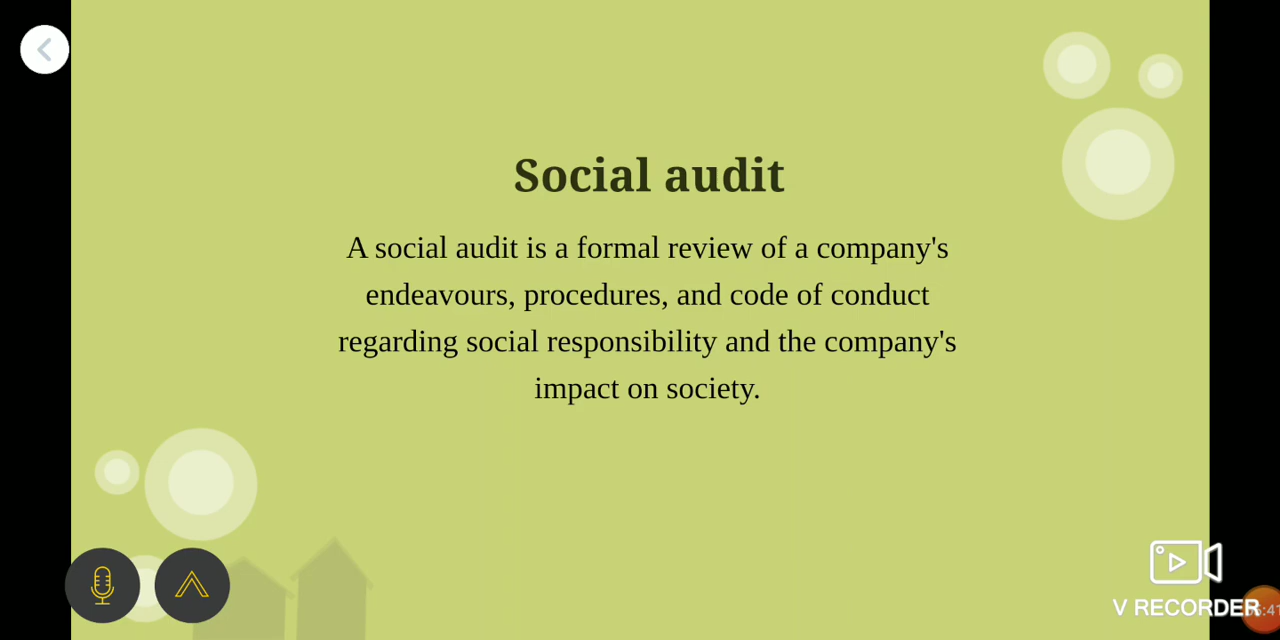 Social audit
A social audit is a formal review of a company's
endeavours, procedures, and code of conduct
regarding social responsibility and the company's
impact on society.
V RECORDER